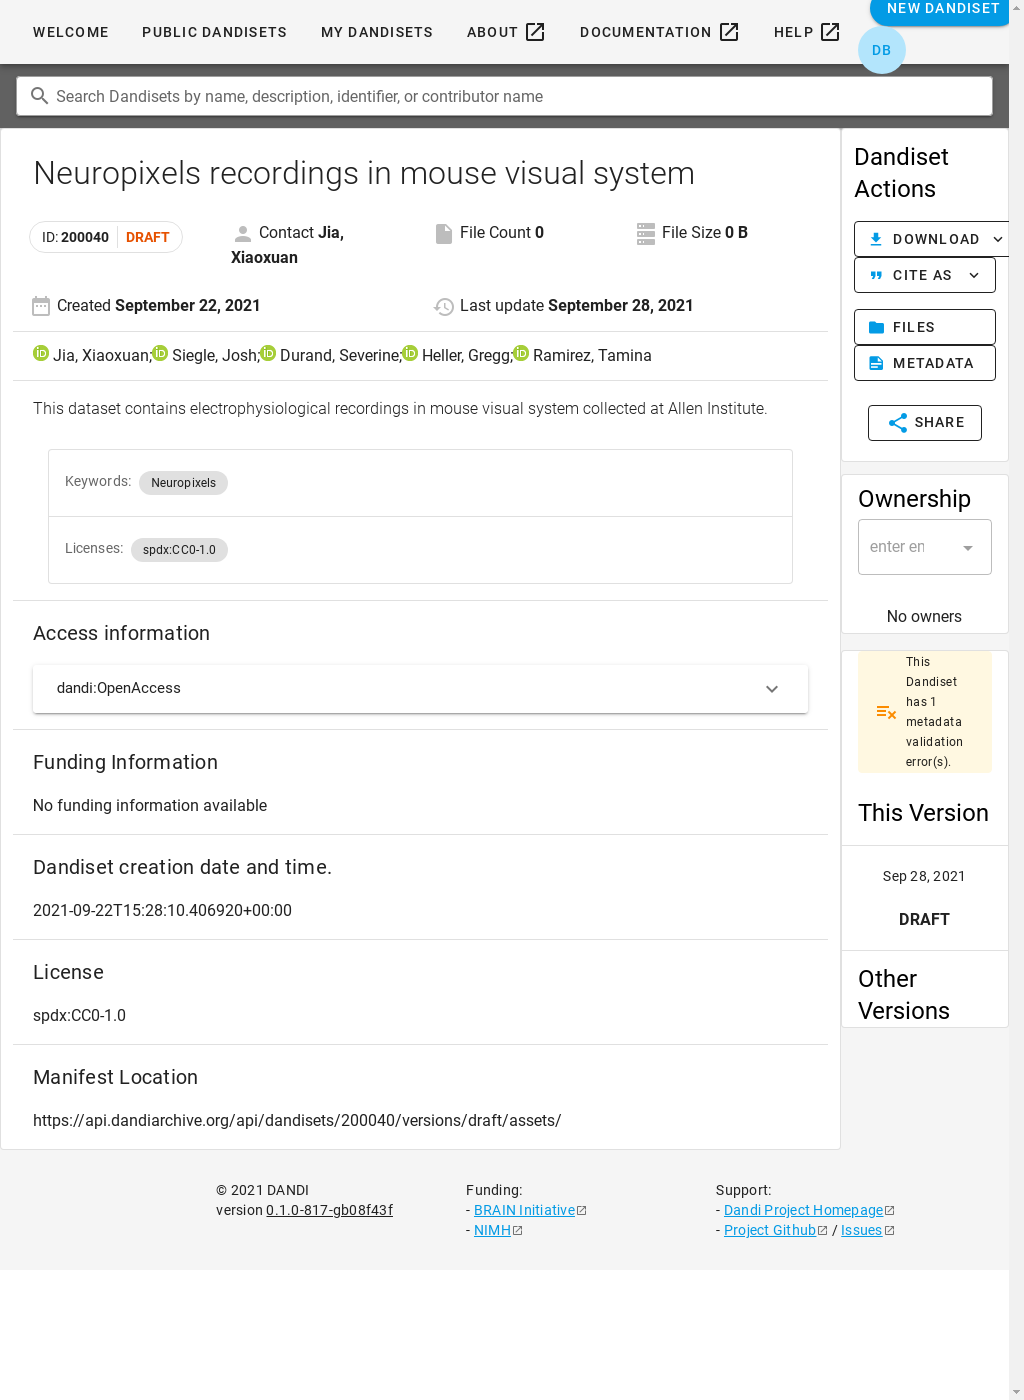 WELCOME
PUBLIC DANDISETS
MY DANDISETS
ABOUT
DOCUMENTATION
HELP
NEW DANDISET
DB
Search Dandisets by name, description, identifier, or contributor name
Neuropixels recordings in mouse visual system
ID: 200040 DRAFT
Contact Jia,
Xiaoxuan
File Count 0
File Size 0 B
Created September 22, 2021
Last update September 28, 2021
iD Jia, Xiaoxuan; iD Siegle, Josh; iD Durand, Severine; iD Heller, Gregg; iD Ramirez, Tamina
This dataset contains electrophysiological recordings in mouse visual system collected at Allen Institute.
Keywords: Neuropixels
Licenses: spdx:CC0-1.0
Access information
dandi:OpenAccess
Funding Information
No funding information available
Dandiset creation date and time.
2021-09-22T15:28:10.406920+00:00
License
spdx:CC0-1.0
Manifest Location
https://api.dandiarchive.org/api/dandisets/200040/versions/draft/assets/
Dandiset
Actions
DOWNLOAD
CITE AS
FILES
METADATA
SHARE
Ownership
enter en
No owners
This
Dandiset
has 1
metadata
validation
error(s).
This Version
Sep 28, 2021
DRAFT
Other
Versions
© 2021 DANDI
version 0.1.0-817-gb08f43f
Funding:
- BRAIN Initiative
- NIMH
Support:
- Dandi Project Homepage
- Project Github / Issues